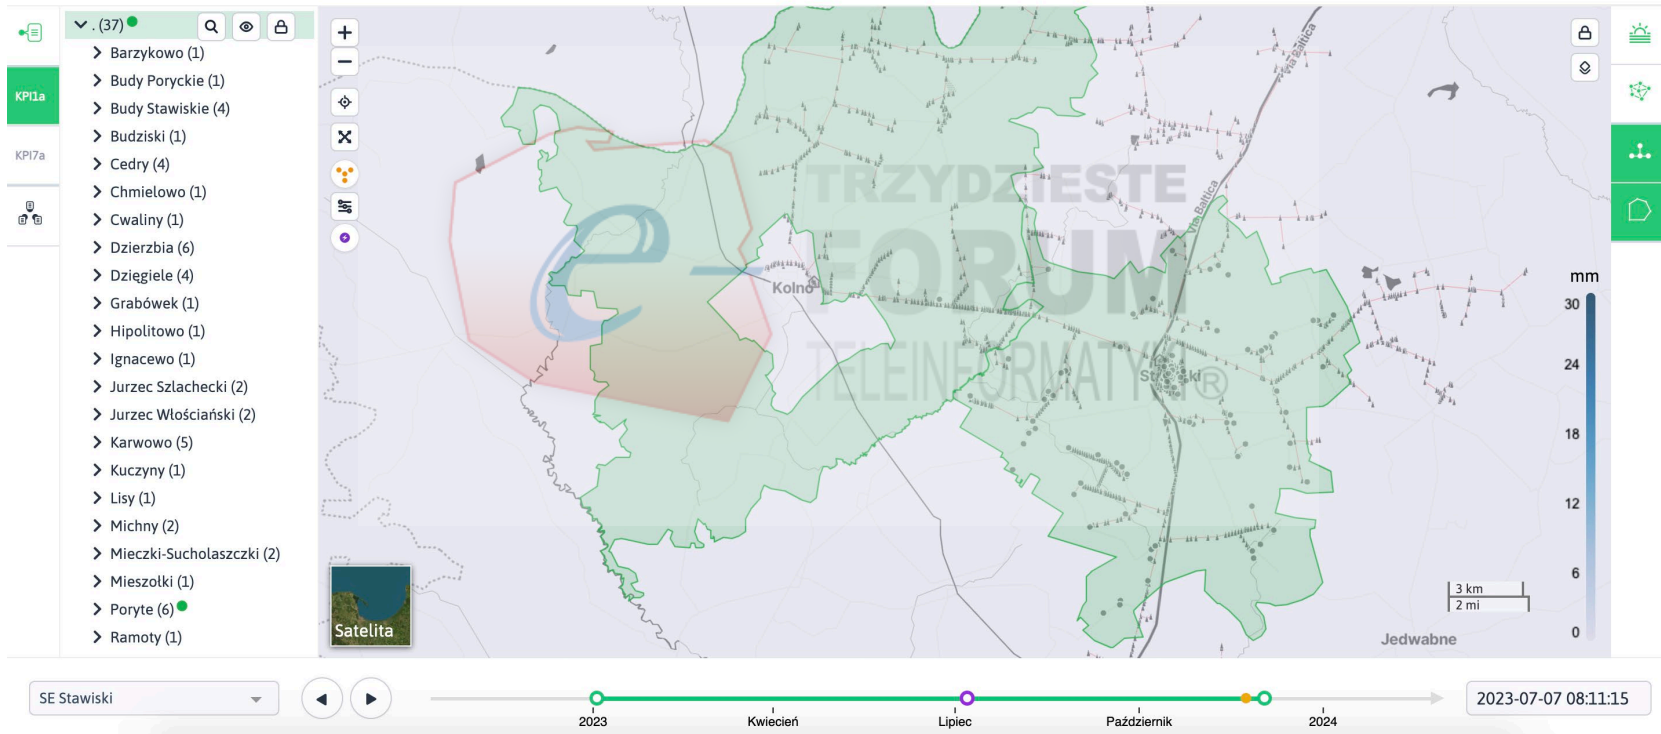 . (37)
Barzykowo (1)
Budy Poryckie (1)
Budy Stawiskie (4)
Budziski (1)
Cedry (4)
Chmielowo (1)
Cwaliny (1)
Dzierzbia (6)
Dzięgiele (4)
Grabówek (1)
Hipolitowo (1)
Ignacewo (1)
Jurzec Szlachecki (2)
Jurzec Włościański (2)
Karwowo (5)
Kuczyny (1)
Lisy (1)
Michny (2)
Mieczki-Sucholaszczki (2)
Mieszołki (1)
Poryte (6)
Ramoty (1)
KPI1a
KPI7a
Via Baltica
Via Baltica
TRZYDZIESTE
e-FORUM
TELEINFORMATYKI®
Kolno
Jedwabne
Satelita
mm
30
24
18
12
6
0
3 km
2 mi
SE Stawiski
2023
Kwiecień
Lipiec
Październik
2024
2023-07-07 08:11:15